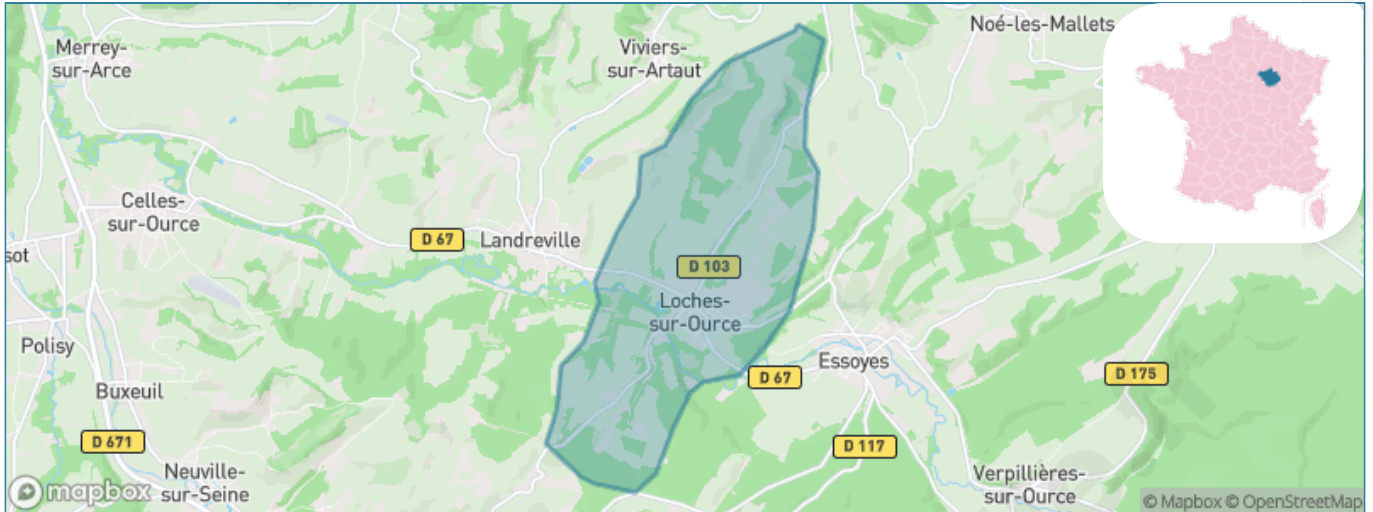 Noé-les-Mallets
Merrey-
sur-Arce
Viviers-
sur-Artaut
Celles-
sur-Ource
D 67
Landreville
sot
D 103
Loches-
sur-Ource
Polisy
Essoyes
D 67
D 175
Buxeuil
D 671
D 117
Neuville-
sur-Seine
Verpillières-
sur-Ource
mapbox
© Mapbox © OpenStreetMap